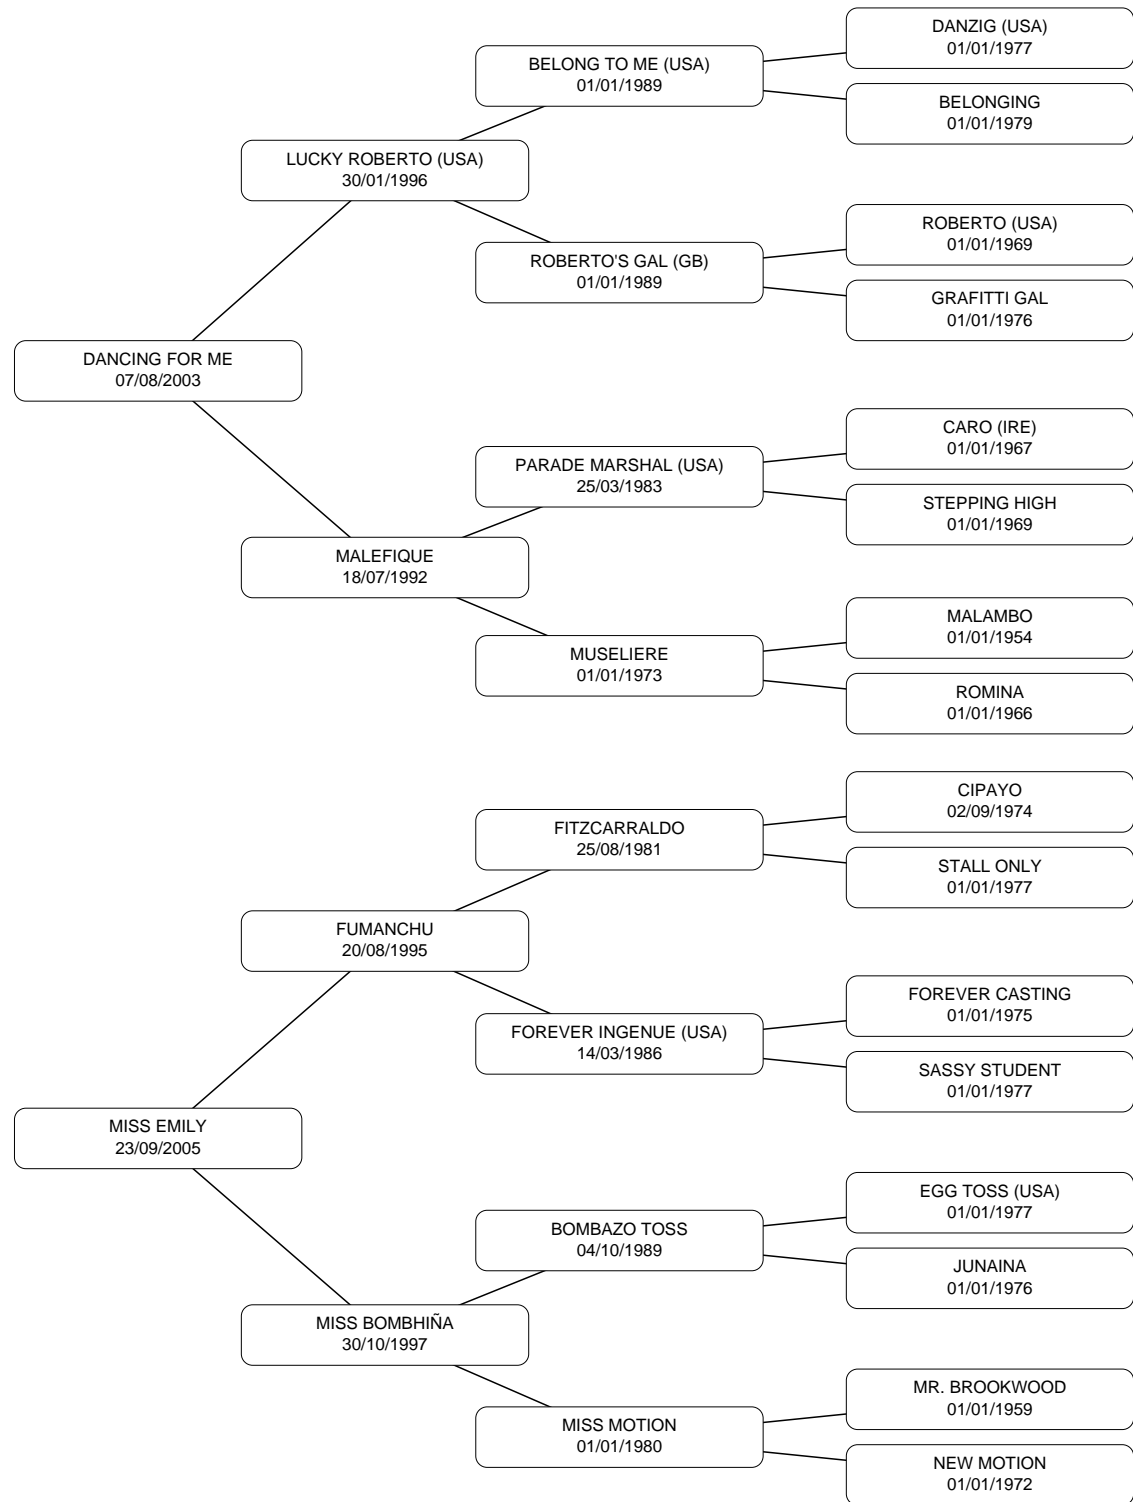 DANZIG (USA)
01/01/1977
BELONG TO ME (USA)
01/01/1989
BELONGING
01/01/1979
LUCKY ROBERTO (USA)
30/01/1996
ROBERTO (USA)
01/01/1969
ROBERTO'S GAL (GB)
01/01/1989
GRAFITTI GAL
01/01/1976
DANCING FOR ME
07/08/2003
CARO (IRE)
01/01/1967
PARADE MARSHAL (USA)
25/03/1983
STEPPING HIGH
01/01/1969
MALEFIQUE
18/07/1992
MALAMBO
01/01/1954
MUSELIERE
01/01/1973
ROMINA
01/01/1966
CIPAYO
02/09/1974
FITZCARRALDO
25/08/1981
STALL ONLY
01/01/1977
FUMANCHU
20/08/1995
FOREVER CASTING
01/01/1975
FOREVER INGENUE (USA)
14/03/1986
SASSY STUDENT
01/01/1977
MISS EMILY
23/09/2005
EGG TOSS (USA)
01/01/1977
BOMBAZO TOSS
04/10/1989
JUNAINA
01/01/1976
MISS BOMBHIÑA
30/10/1997
MR. BROOKWOOD
01/01/1959
MISS MOTION
01/01/1980
NEW MOTION
01/01/1972